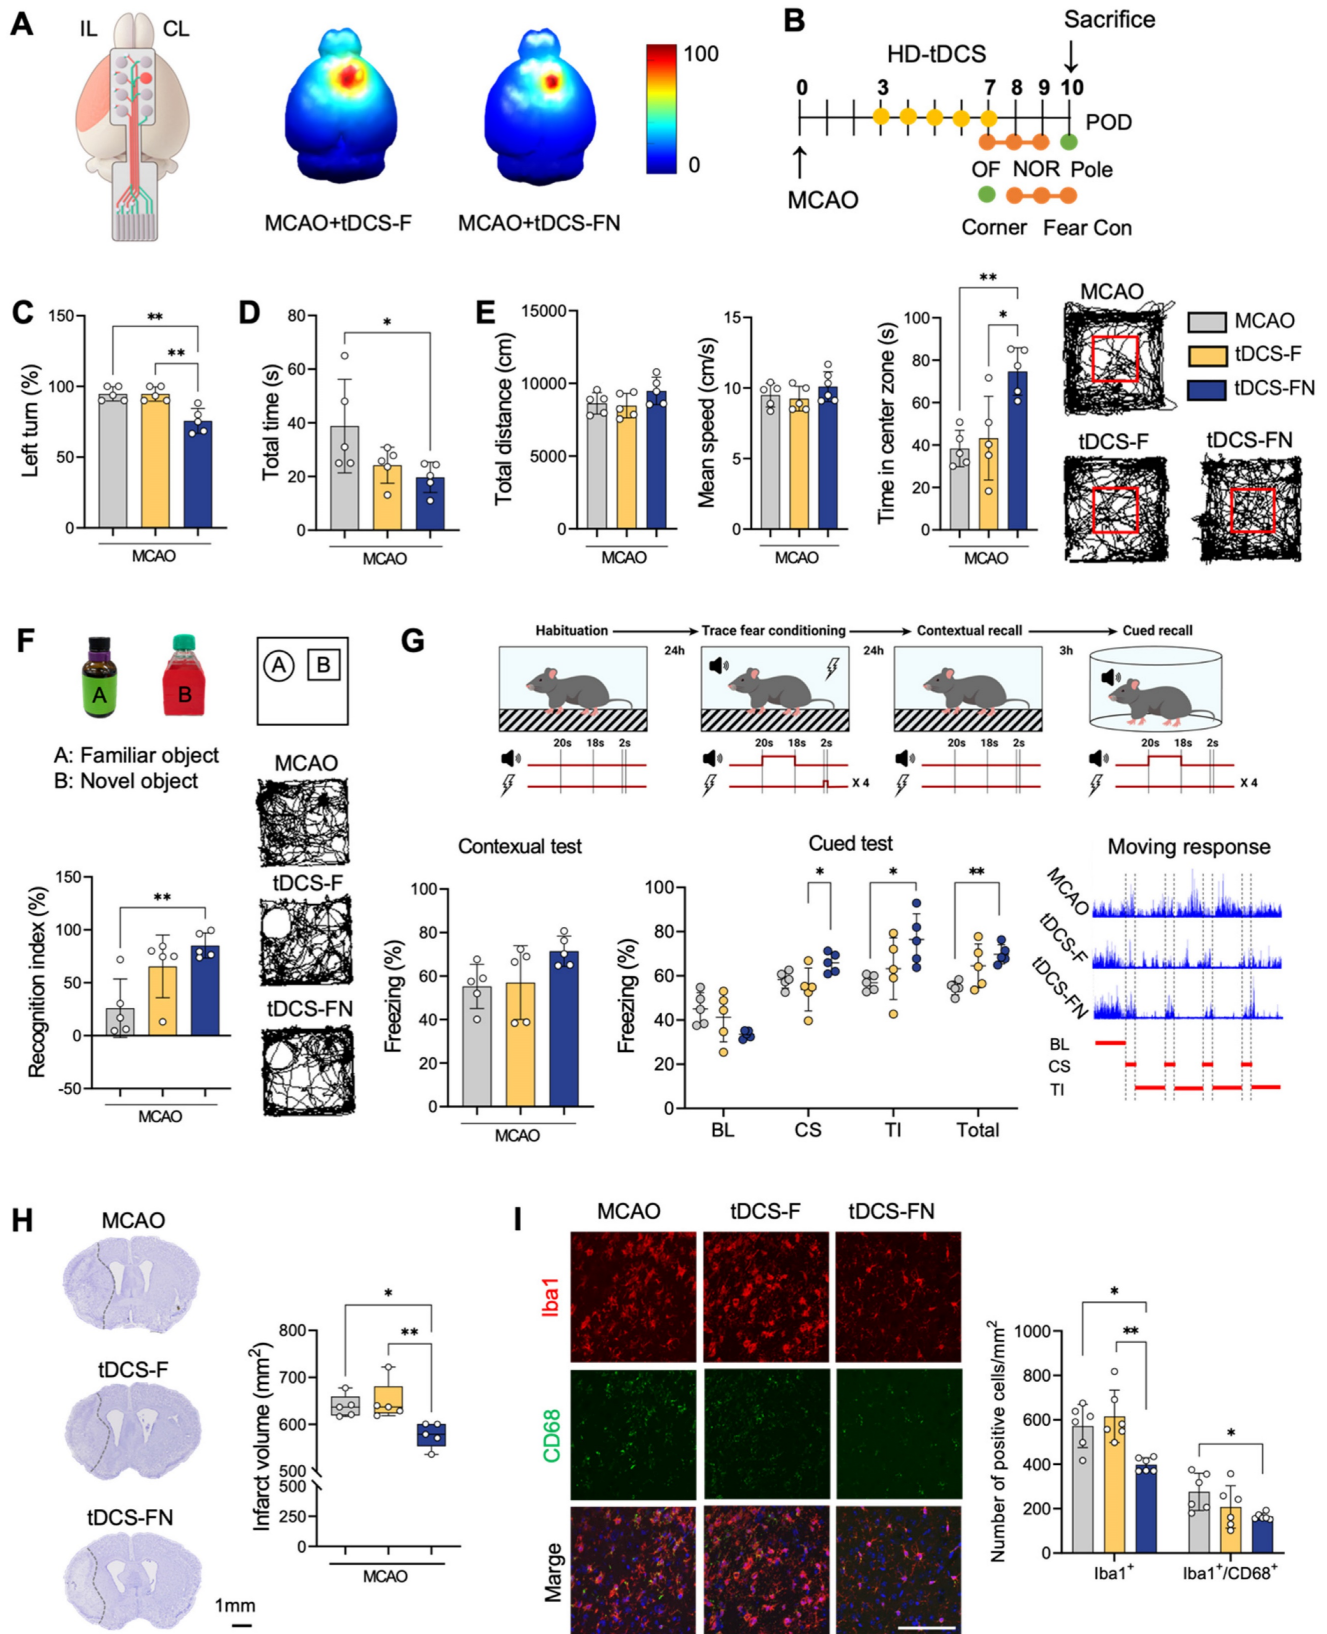 A
IL
CL
100
0
MCAO+tDCS-F
MCAO+tDCS-FN
B
Sacrifice
HD-tDCS
0
3
7
8
9
10
POD
MCAO
OF
NOR
Pole
Corner
Fear Con
C
Left turn (%)
150
100
50
0
**
**
MCAO
D
Total time (s)
80
60
40
20
0
*
MCAO
E
Total distance (cm)
15000
10000
5000
0
MCAO
Mean speed (cm/s)
15
10
5
0
MCAO
Time in center zone (s)
100
80
60
40
20
0
**
*
MCAO
MCAO
tDCS-F
tDCS-FN
MCAO
tDCS-F
tDCS-FN
F
A
B
A
B
A: Familiar object
B: Novel object
MCAO
tDCS-F
tDCS-FN
Recognition index (%)
150
100
50
0
-50
**
MCAO
G
Habituation
Trace fear conditioning
Contextual recall
Cued recall
24h
24h
3h
20s
18s
2s
20s
18s
2s
X 4
20s
18s
2s
20s
18s
2s
X 4
Contexual test
Freezing (%)
100
80
60
40
20
0
MCAO
Cued test
Freezing (%)
100
80
60
40
20
0
*
*
**
BL
CS
TI
Total
Moving response
MCAO
tDCS-F
tDCS-FN
BL
CS
TI
H
MCAO
tDCS-F
tDCS-FN
1mm
Infarct volume (mm²)
800
700
600
500
500
250
0
*
**
MCAO
I
MCAO
tDCS-F
tDCS-FN
Iba1
CD68
Marge
Number of positive cells/mm²
1000
800
600
400
200
0
*
**
*
Iba1⁺
Iba1⁺/CD68⁺